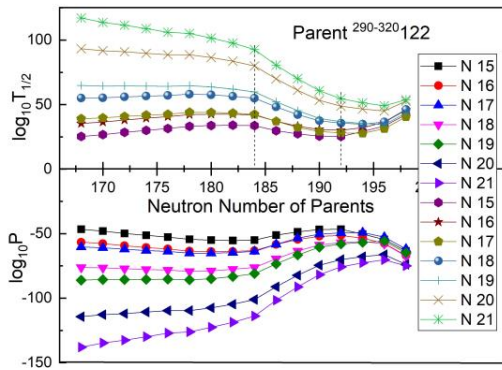 Parent ²⁹⁰⁻³²⁰122
log₁₀T₁/₂
100
50
0
170 175 180 185 190 195 2
Neutron Number of Parents
log₁₀P
-50
-100
-150
N 15
N 16
N 17
N 18
N 19
N 20
N 21
N 15
N 16
N 17
N 18
N 19
N 20
N 21